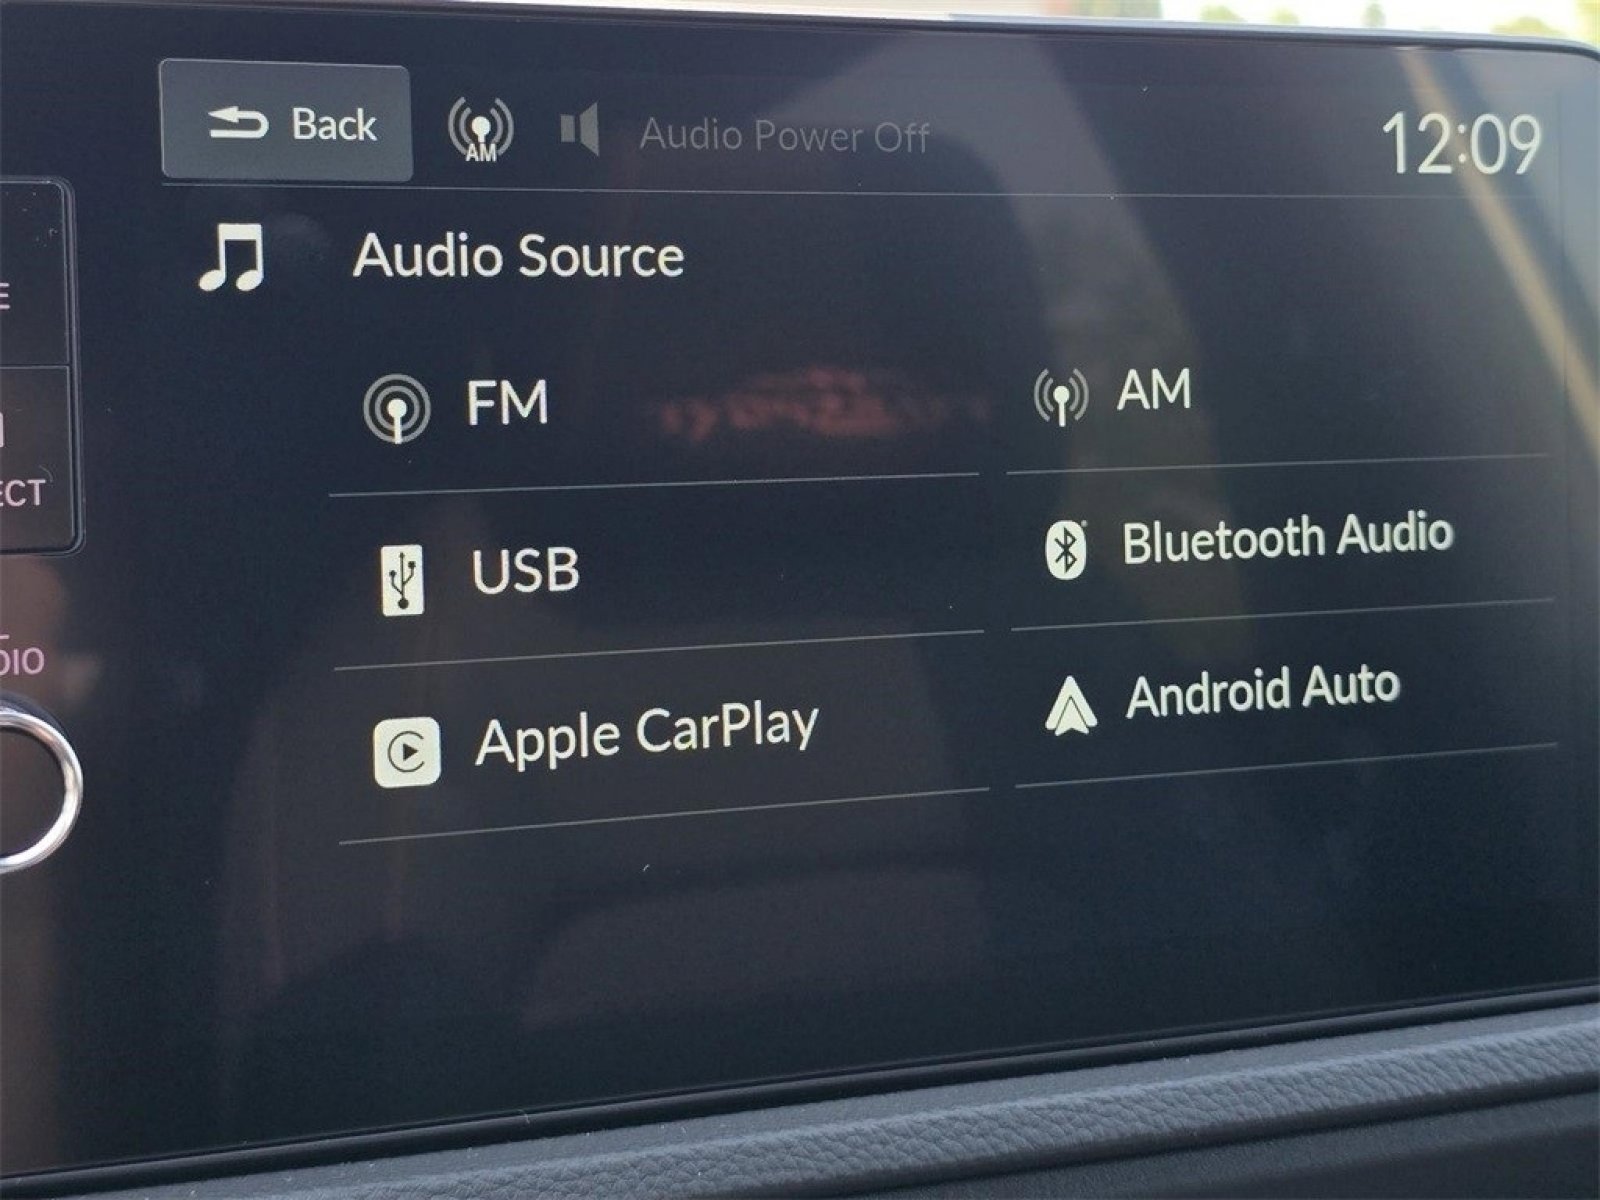 Back AM Audio Power Off 12:09
Audio Source
FM AM
USB Bluetooth Audio
Apple CarPlay Android Auto